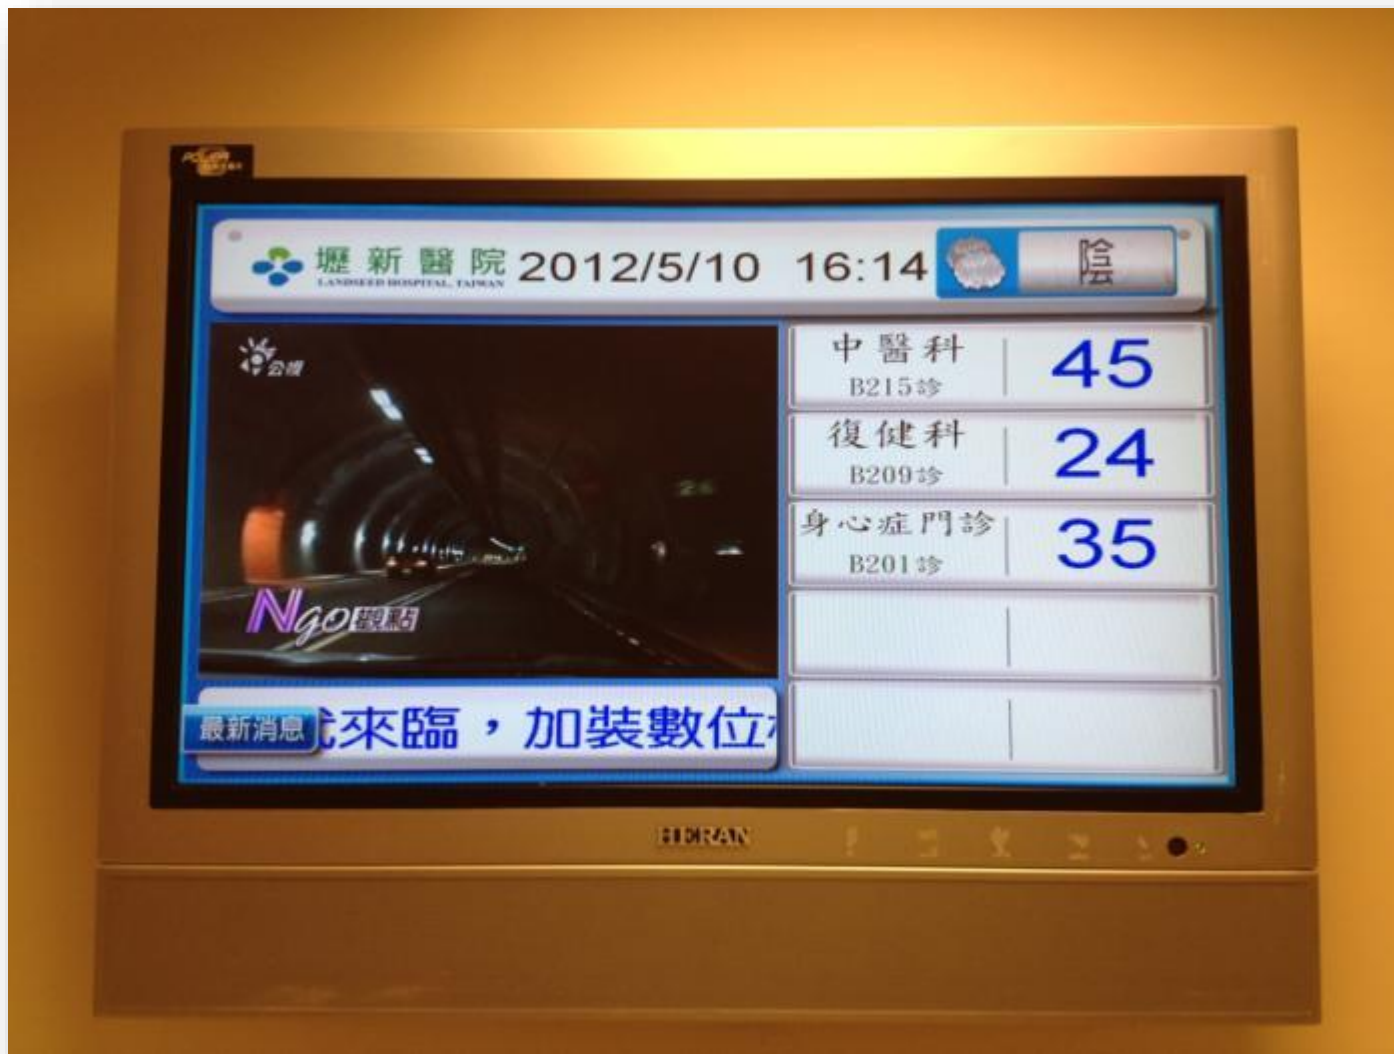 POWER
壢新醫院 2012/5/10 16:14 陰
LANDSEED HOSPITAL, TAIWAN
公視
中醫科 45
B215診
復健科 24
B209診
身心症門診 35
B201診
Ngo觀點
最新消息 來臨，加裝數位
HERAN